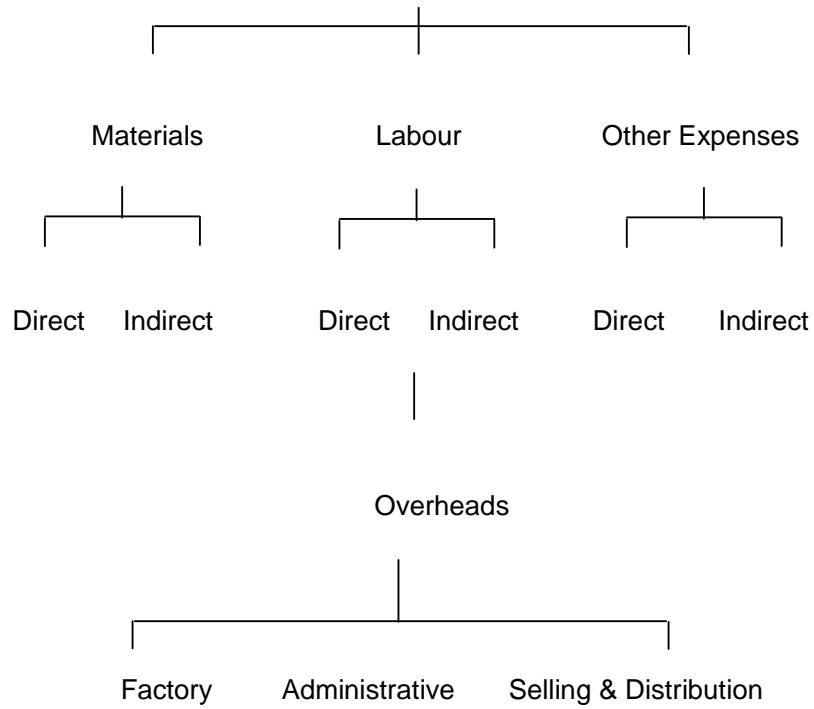 Materials Labour Other Expenses
Direct Indirect Direct Indirect Direct Indirect
Overheads
Factory Administrative Selling & Distribution